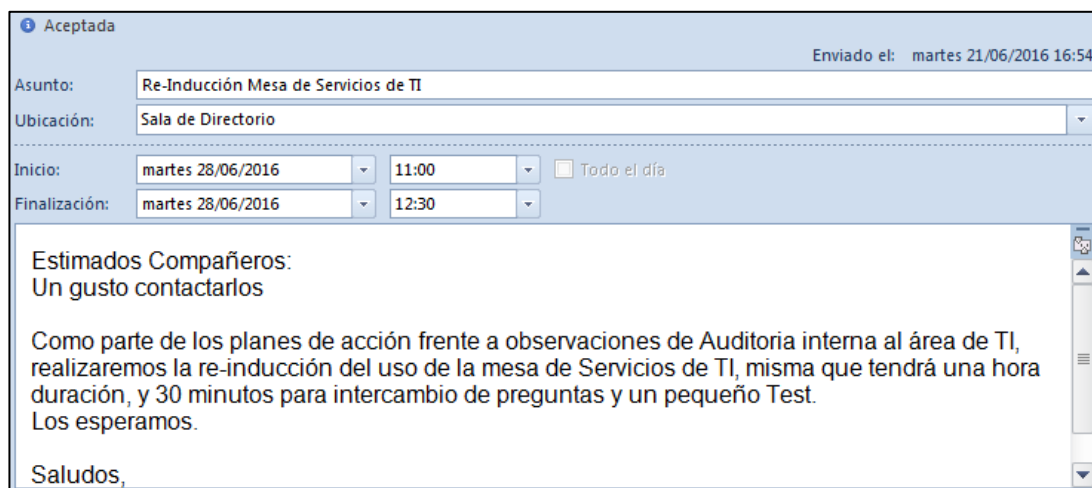 Aceptada
Enviado el: martes 21/06/2016 16:54
Asunto: Re-Inducción Mesa de Servicios de TI
Ubicación: Sala de Directorio
Inicio: martes 28/06/2016 11:00 Todo el día
Finalización: martes 28/06/2016 12:30
Estimados Compañeros:
Un gusto contactarlos
Como parte de los planes de acción frente a observaciones de Auditoria interna al área de TI,
realizaremos la re-inducción del uso de la mesa de Servicios de TI, misma que tendrá una hora
duración, y 30 minutos para intercambio de preguntas y un pequeño Test.
Los esperamos.
Saludos,